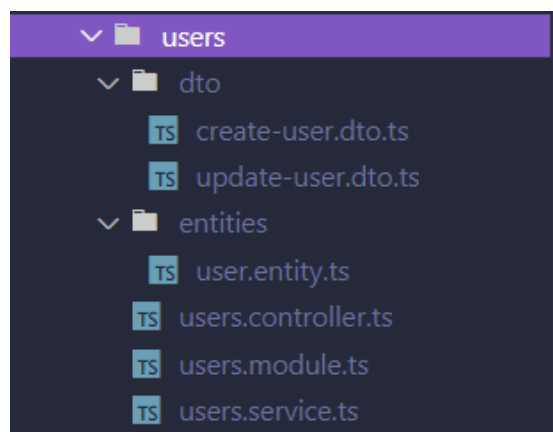 users
dto
TS create-user.dto.ts
TS update-user.dto.ts
entities
TS user.entity.ts
TS users.controller.ts
TS users.module.ts
TS users.service.ts